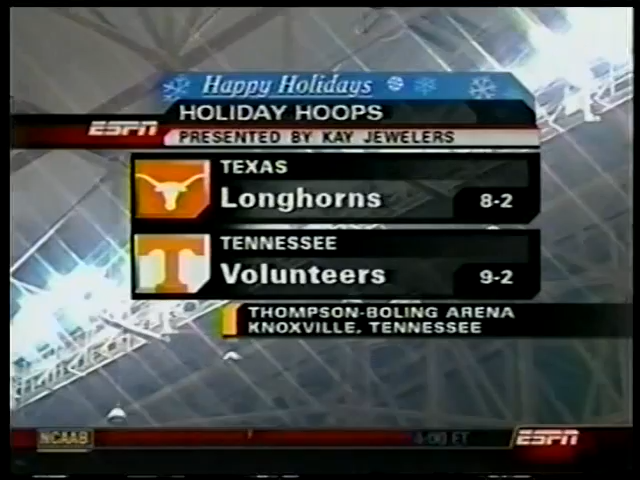 Happy Holidays
HOLIDAY HOOPS
ESPN
PRESENTED BY KAY JEWELERS
TEXAS
Longhorns 8-2
T
TENNESSEE
Volunteers 9-2
THOMPSON-BOLING ARENA
KNOXVILLE, TENNESSEE
NCAAB ESPN